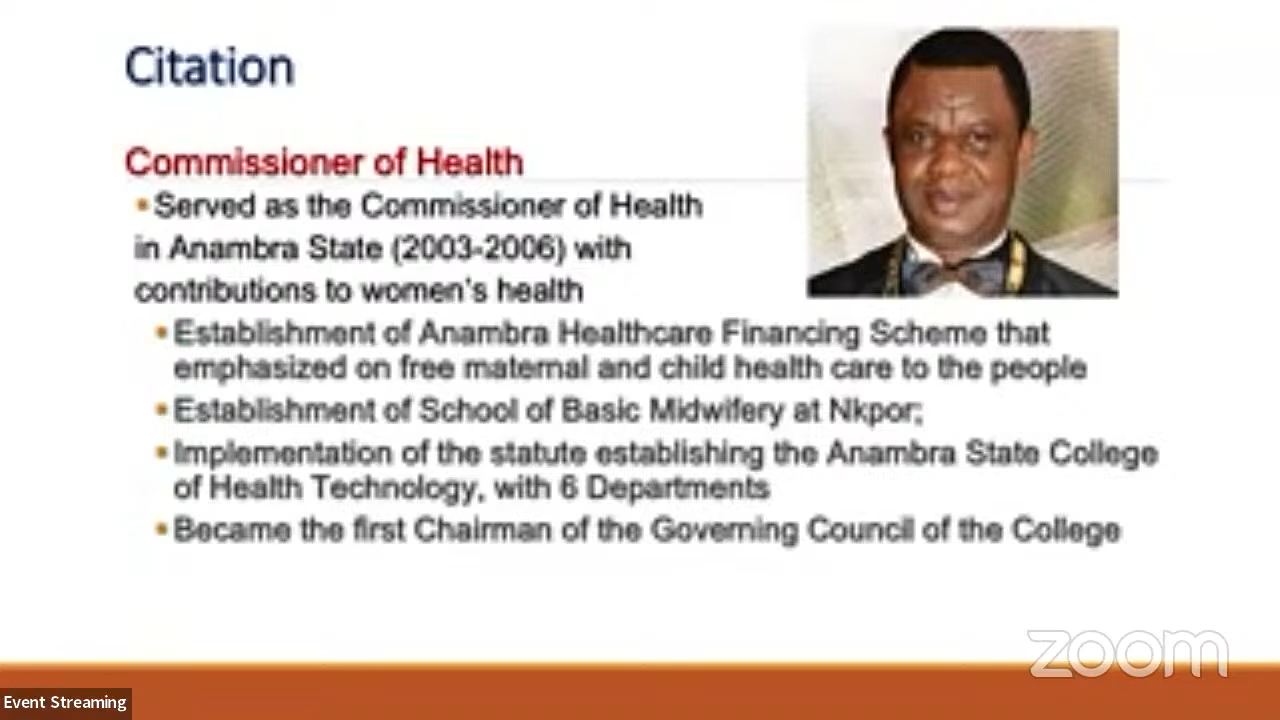 Citation
Commissioner of Health
▪Served as the Commissioner of Health
in Anambra State (2003-2006) with
contributions to women's health
▪Establishment of Anambra Healthcare Financing Scheme that
emphasized on free maternal and child health care to the people
▪Establishment of School of Basic Midwifery at Nkpor;
▪Implementation of the statute establishing the Anambra State College
of Health Technology, with 6 Departments
▪Became the first Chairman of the Governing Council of the College
zoom
Event Streaming